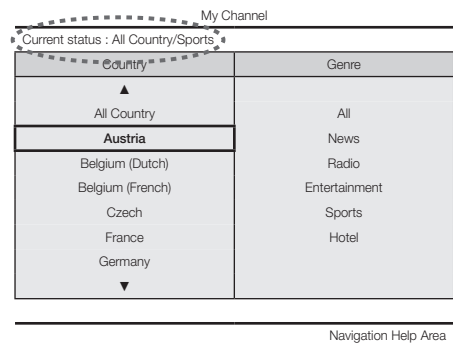 My Channel
Current status : All Country/Sports
Country Genre
▲
All Country All
Austria News
Belgium (Dutch) Radio
Belgium (French) Entertainment
Czech Sports
France Hotel
Germany
▼
Navigation Help Area